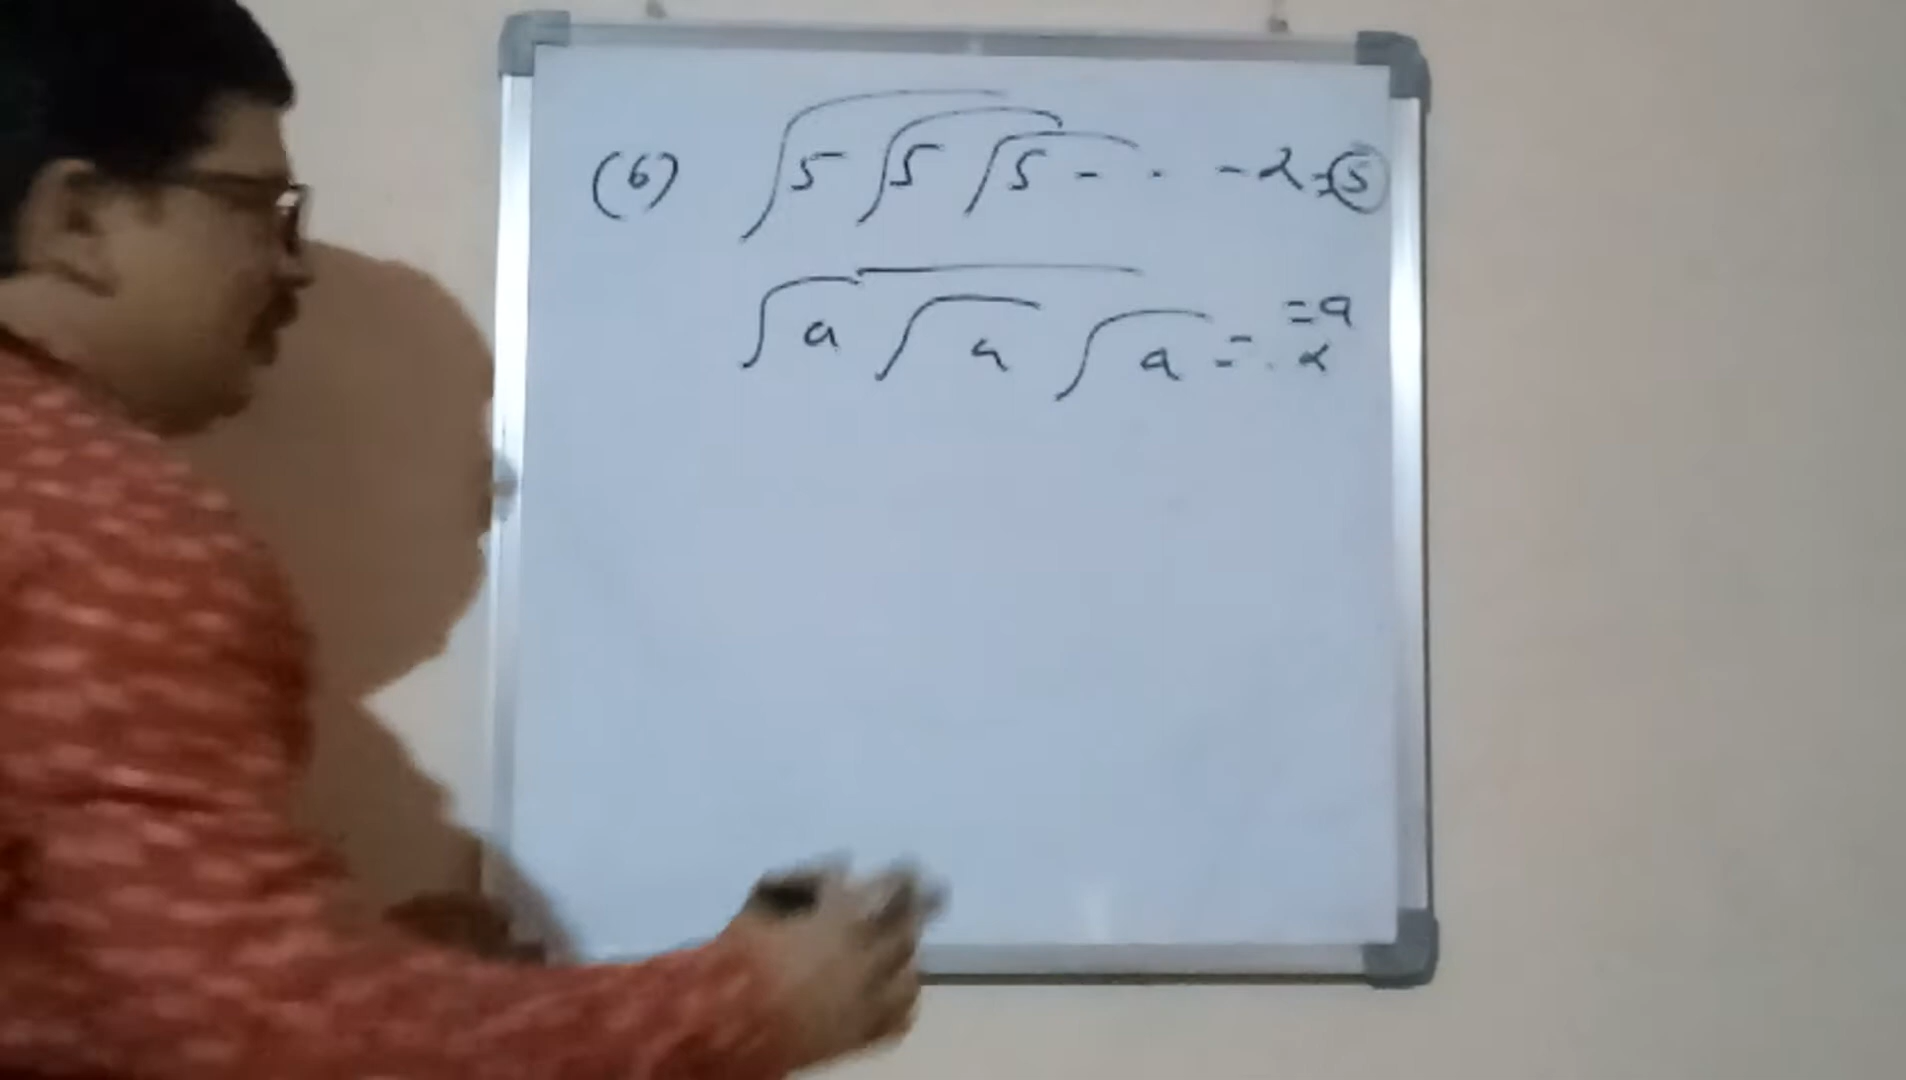 (6) √5√5√5 - . - α = 5
√a√a√a = . α = a